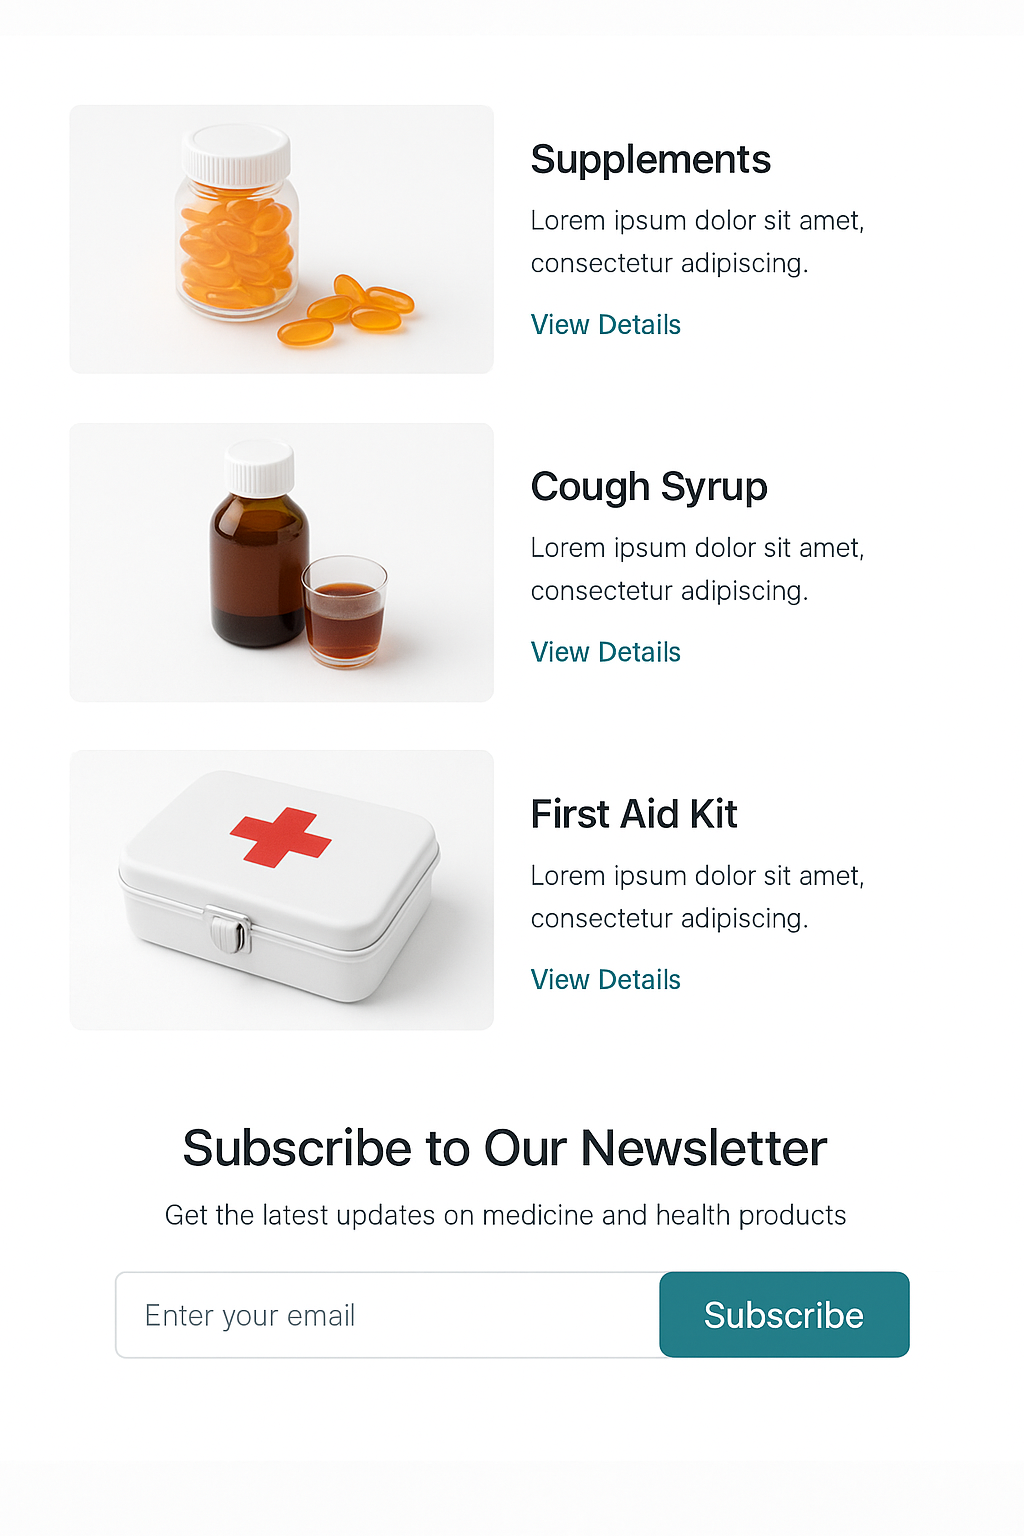 Supplements
Lorem ipsum dolor sit amet,
consectetur adipiscing.
View Details
Cough Syrup
Lorem ipsum dolor sit amet,
consectetur adipiscing.
View Details
First Aid Kit
Lorem ipsum dolor sit amet,
consectetur adipiscing.
View Details
Subscribe to Our Newsletter
Get the latest updates on medicine and health products
Enter your email
Subscribe